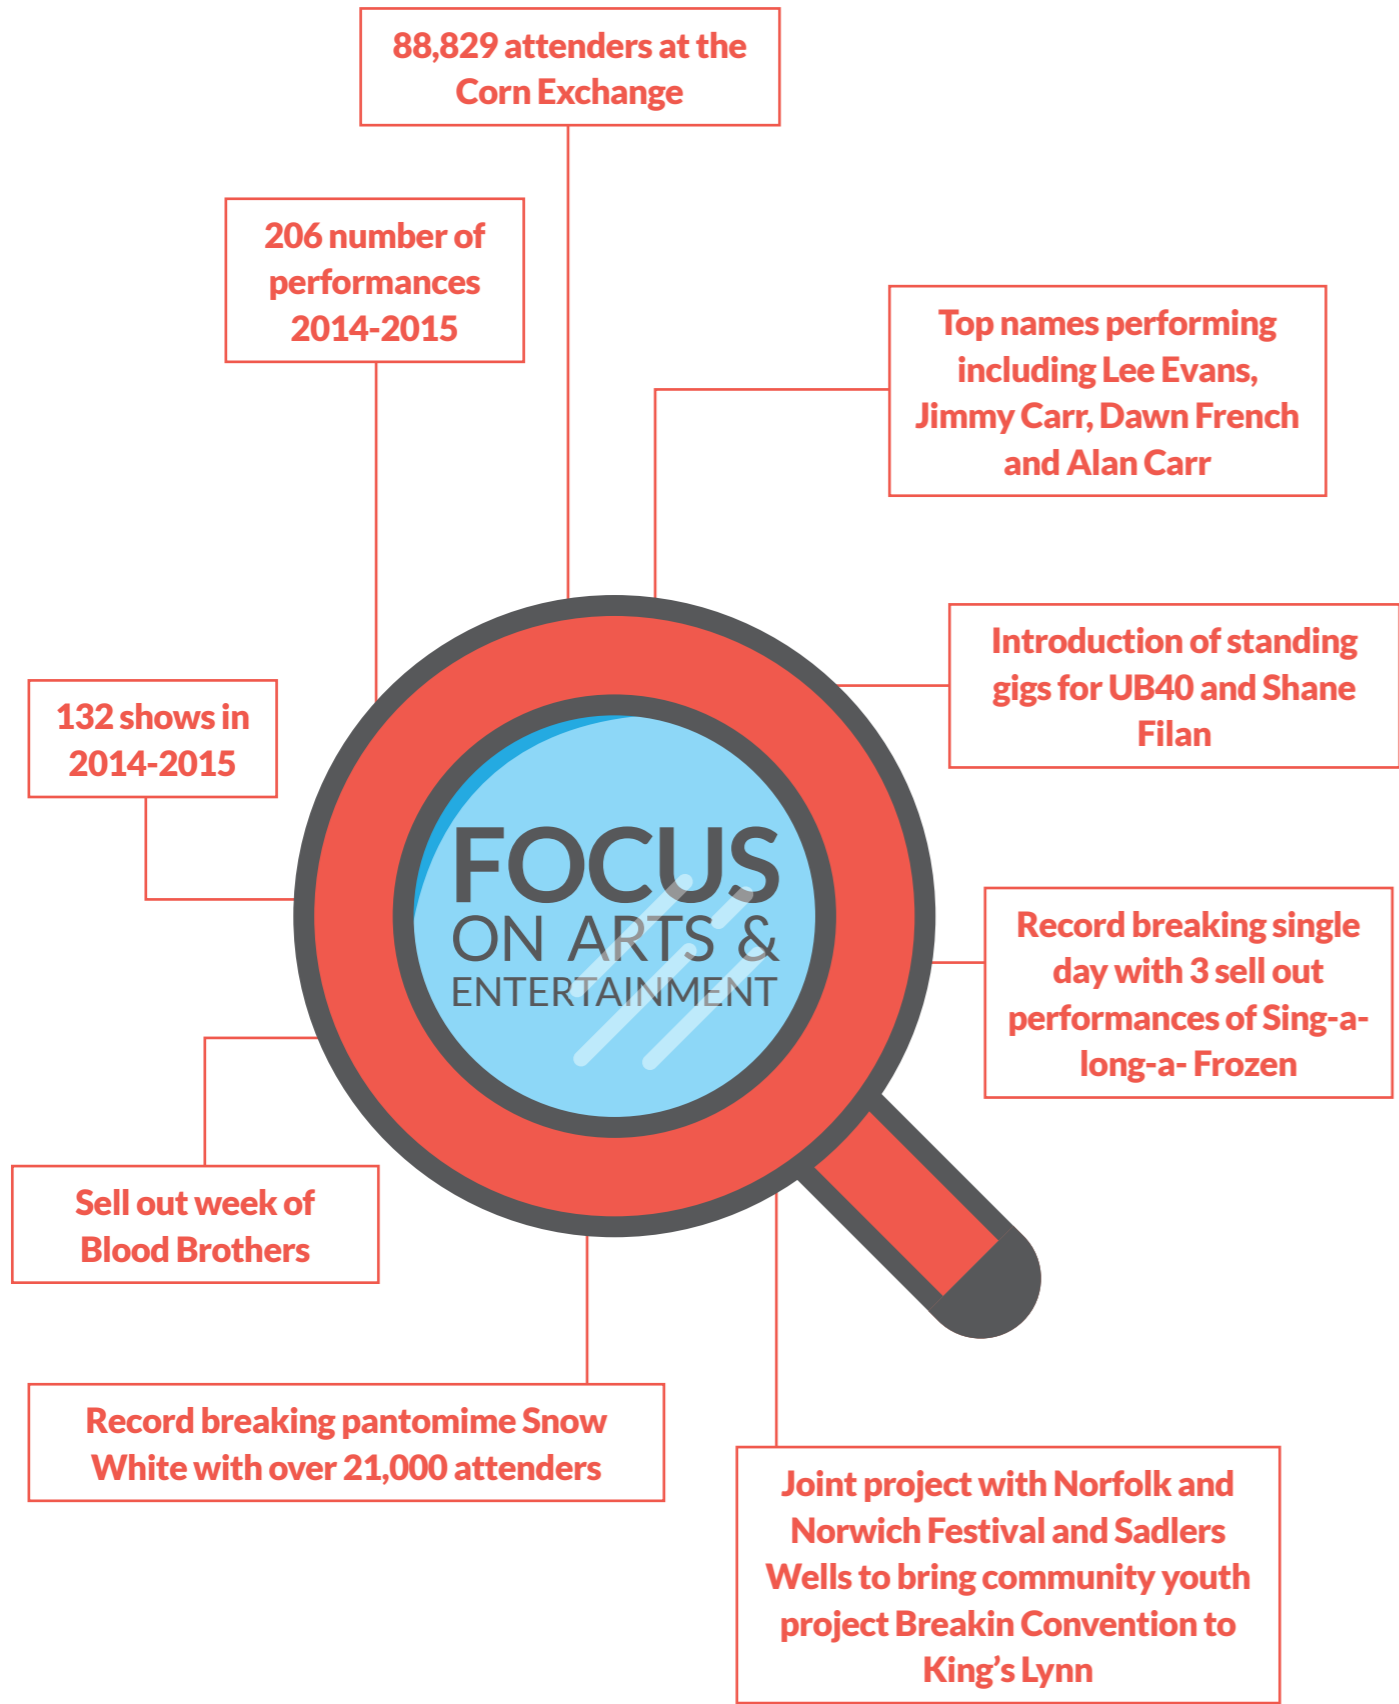 88,829 attenders at the
Corn Exchange
206 number of
performances
2014-2015
Top names performing
including Lee Evans,
Jimmy Carr, Dawn French
and Alan Carr
Introduction of standing
gigs for UB40 and Shane
Filan
132 shows in
2014-2015
FOCUS
ON ARTS &
ENTERTAINMENT
Record breaking single
day with 3 sell out
performances of Sing-a-
long-a- Frozen
Sell out week of
Blood Brothers
Record breaking pantomime Snow
White with over 21,000 attenders
Joint project with Norfolk and
Norwich Festival and Sadlers
Wells to bring community youth
project Breakin Convention to
King’s Lynn